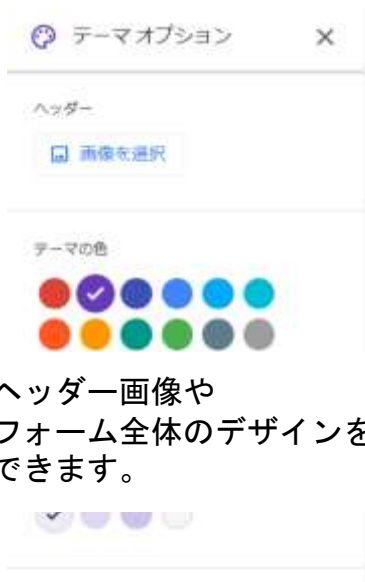 テーマ オプション
ヘッダー
画像を選択
テーマの色
ヘッダー画像や
フォーム全体のデザインを
できます。